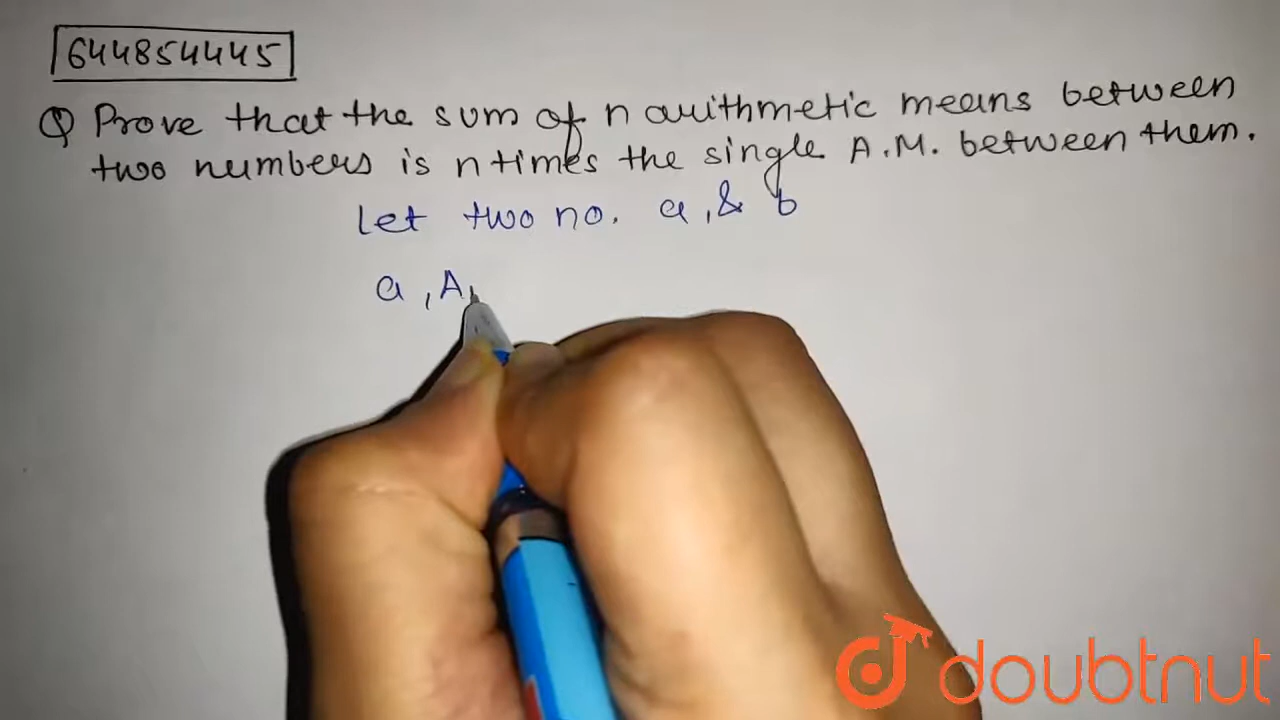 644854445
Q Prove that the sum of n arithmetic means between
two numbers is n times the single A.M. between them.
Let two no. a, & b
a, A,
doubtnut